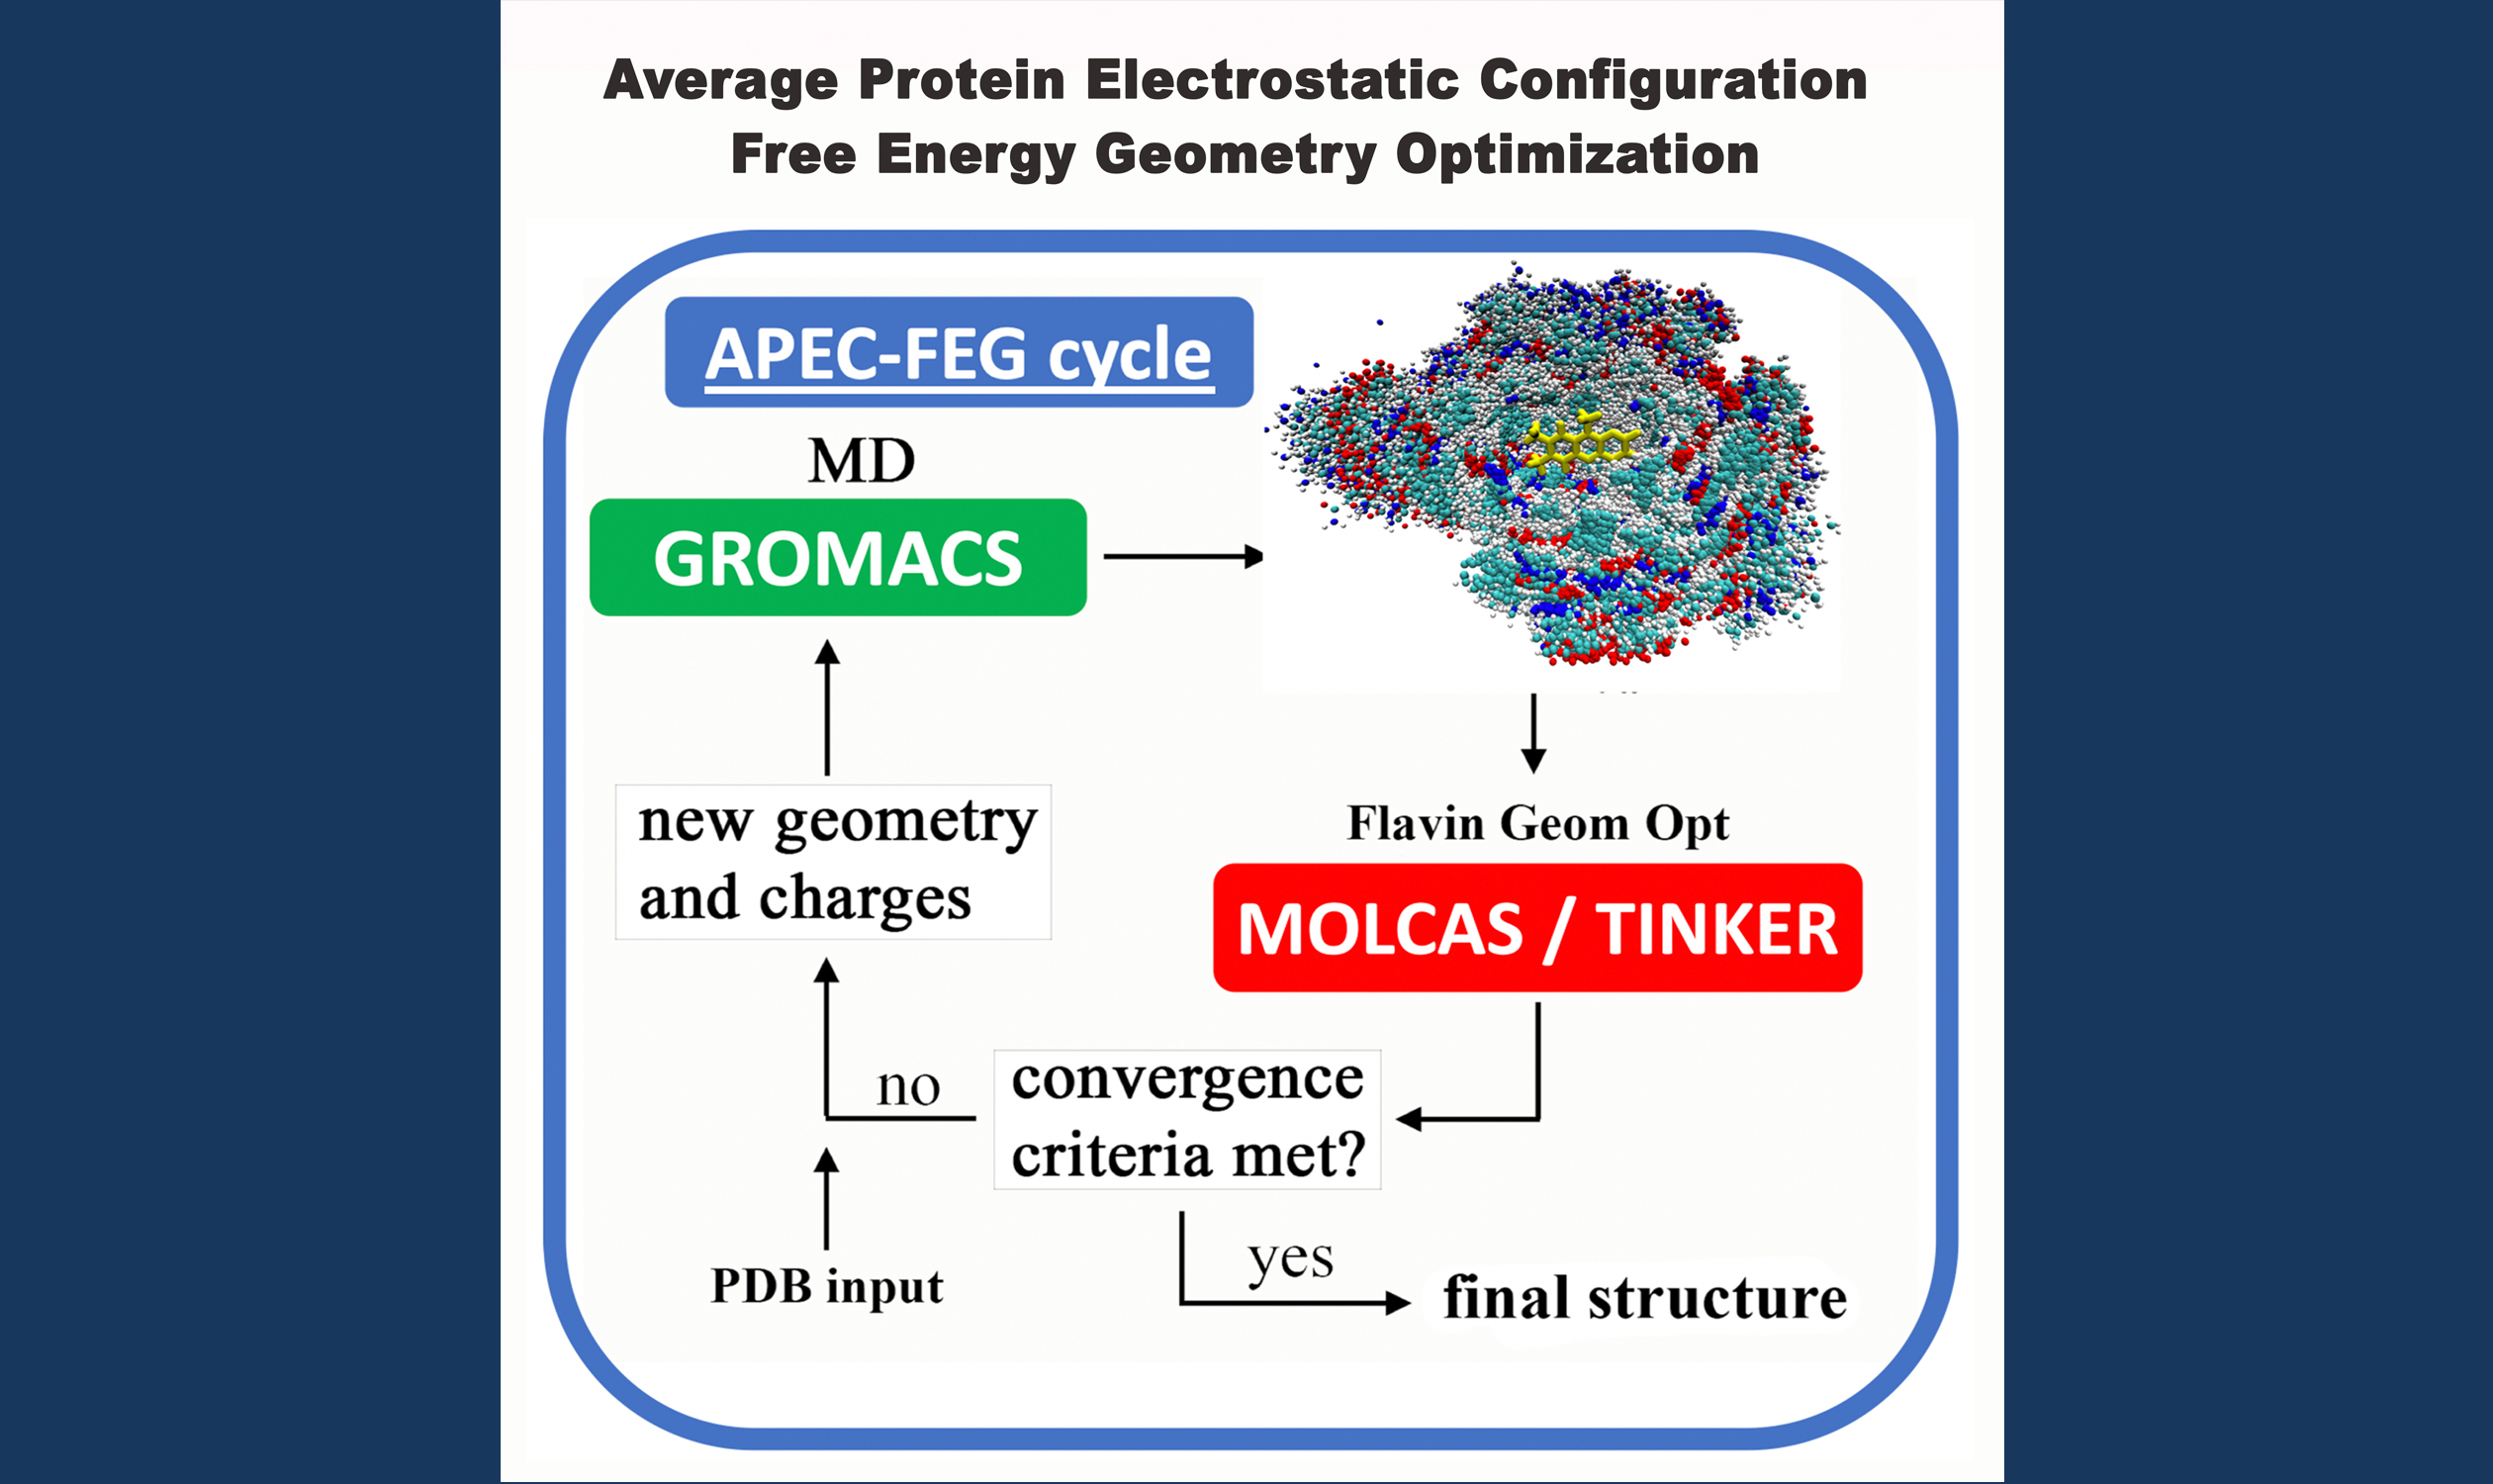 Average Protein Electrostatic Configuration
Free Energy Geometry Optimization
APEC-FEG cycle
MD
GROMACS
new geometry
and charges
Flavin Geom Opt
MOLCAS / TINKER
no
convergence
criteria met?
yes
PDB input
final structure